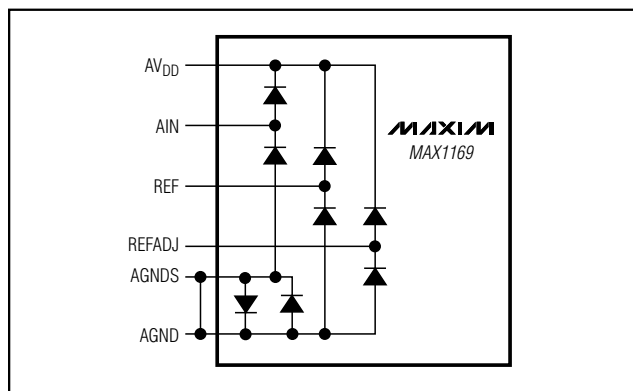 AVDD
AIN
MAXIM
MAX1169
REF
REFADJ
AGNDS
AGND